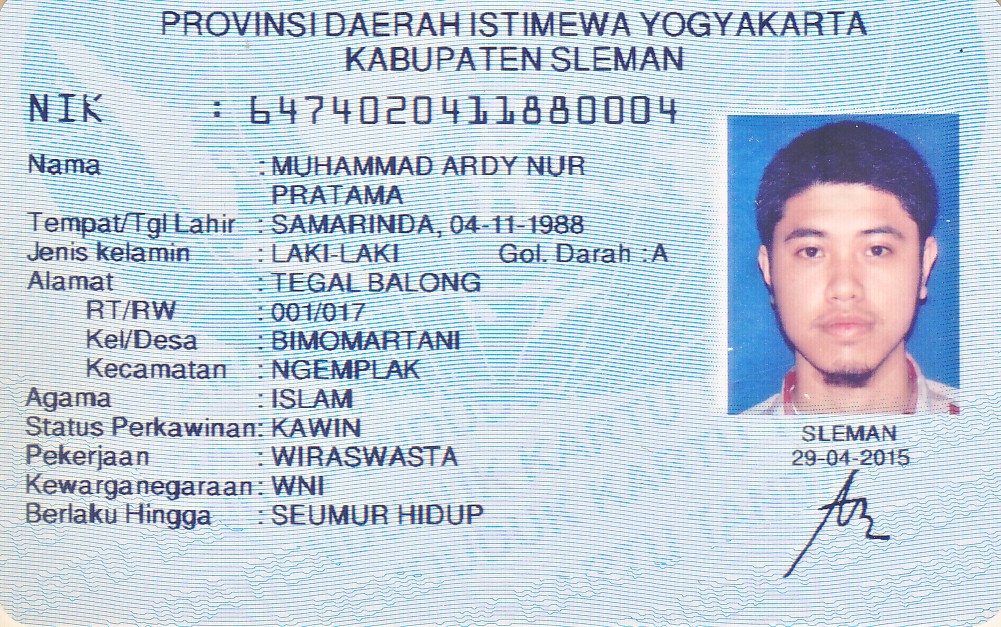 PROVINSI DAERAH ISTIMEWA YOGYAKARTA
KABUPATEN SLEMAN
NIK : 6474020411880004
Nama : MUHAMMAD ARDY NUR
PRATAMA
Tempat/Tgl Lahir : SAMARINDA, 04-11-1988
Jenis kelamin : LAKI-LAKI Gol. Darah : A
Alamat : TEGAL BALONG
RT/RW : 001/017
Kel/Desa : BIMOMARTANI
Kecamatan : NGEMPLAK
Agama : ISLAM
Status Perkawinan: KAWIN
Pekerjaan : WIRASWASTA
Kewarganegaraan: WNI
Berlaku Hingga : SEUMUR HIDUP
SLEMAN
29-04-2015